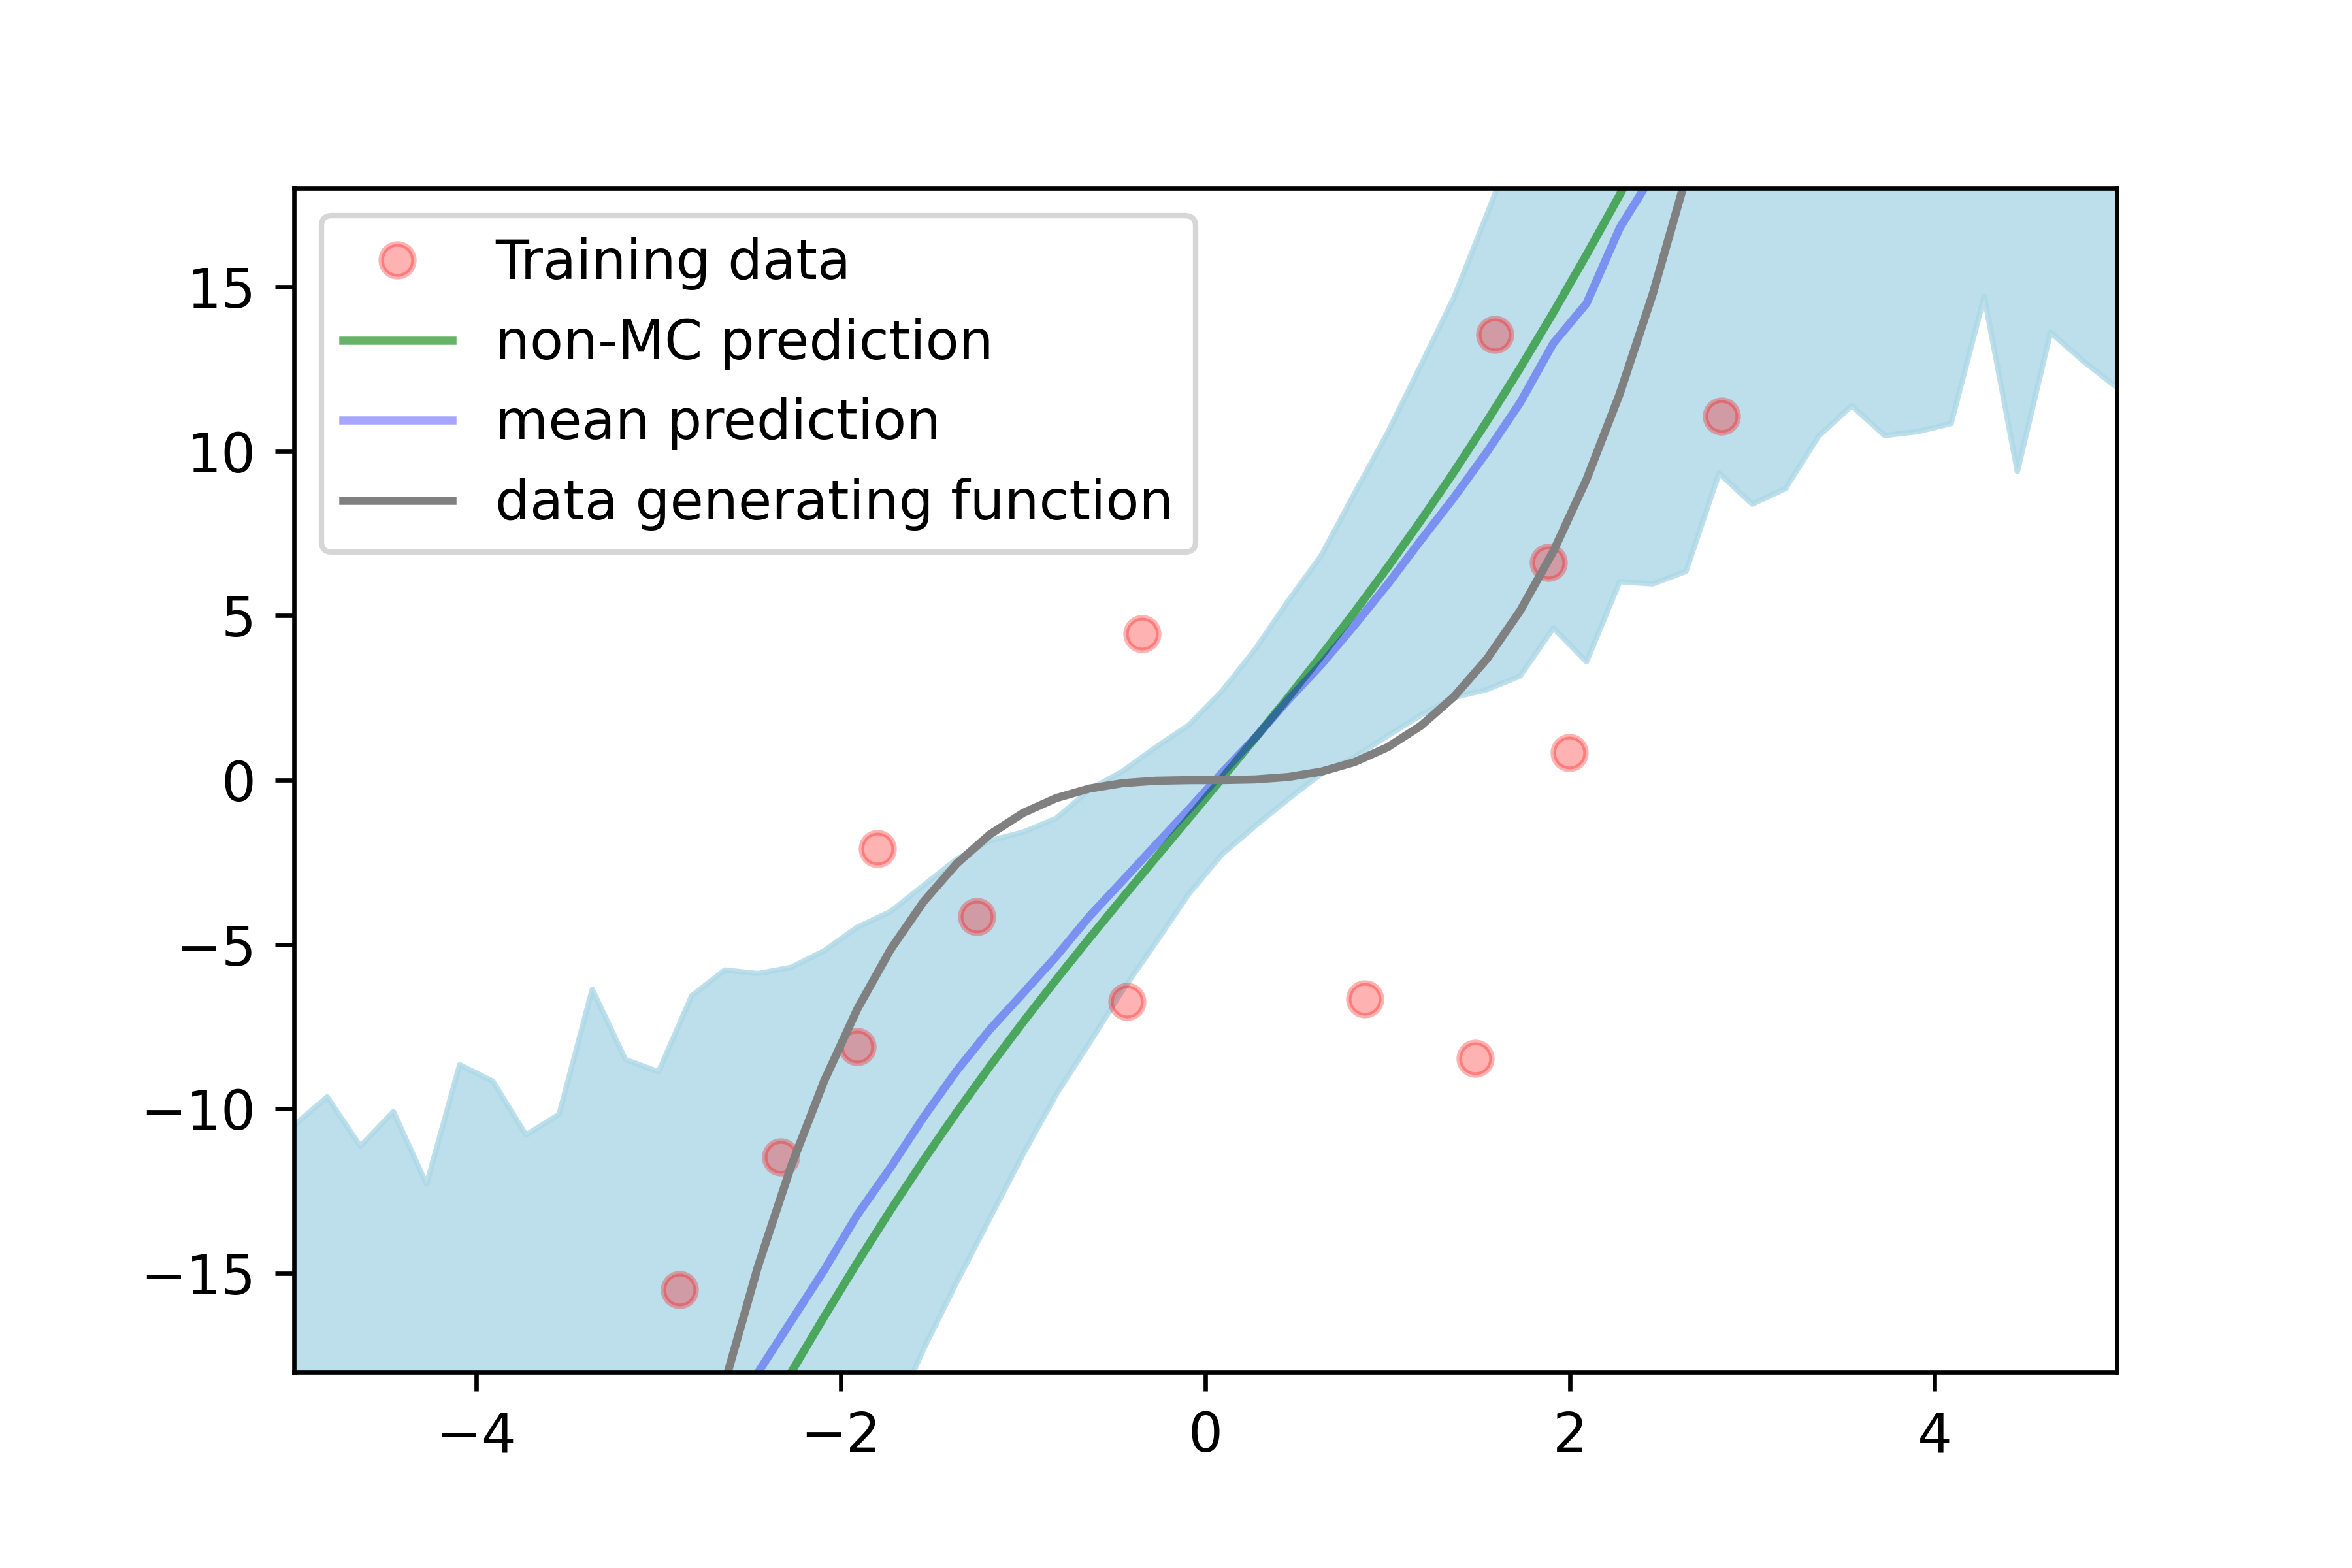 Training data
non-MC prediction
mean prediction
data generating function
15
10
5
0
−5
−10
−15
−4 −2 0 2 4